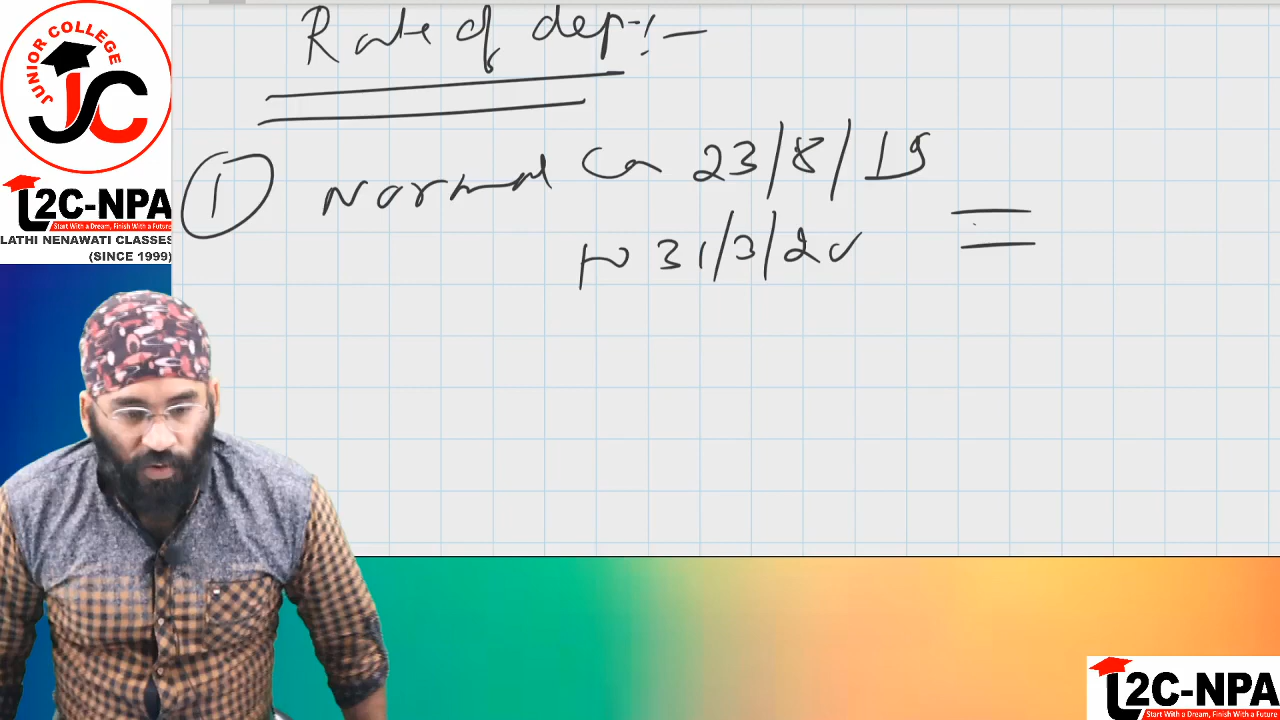 Rate of dep:-
① Normal Car 23/8/19
to 31/3/20
=
JUNIOR COLLEGE
JC
L2C-NPA
Start With a Dream, Finish With a Future
LATHI NENAWATI CLASSES
(SINCE 1999)
L2C-NPA
Start With a Dream, Finish With a Future